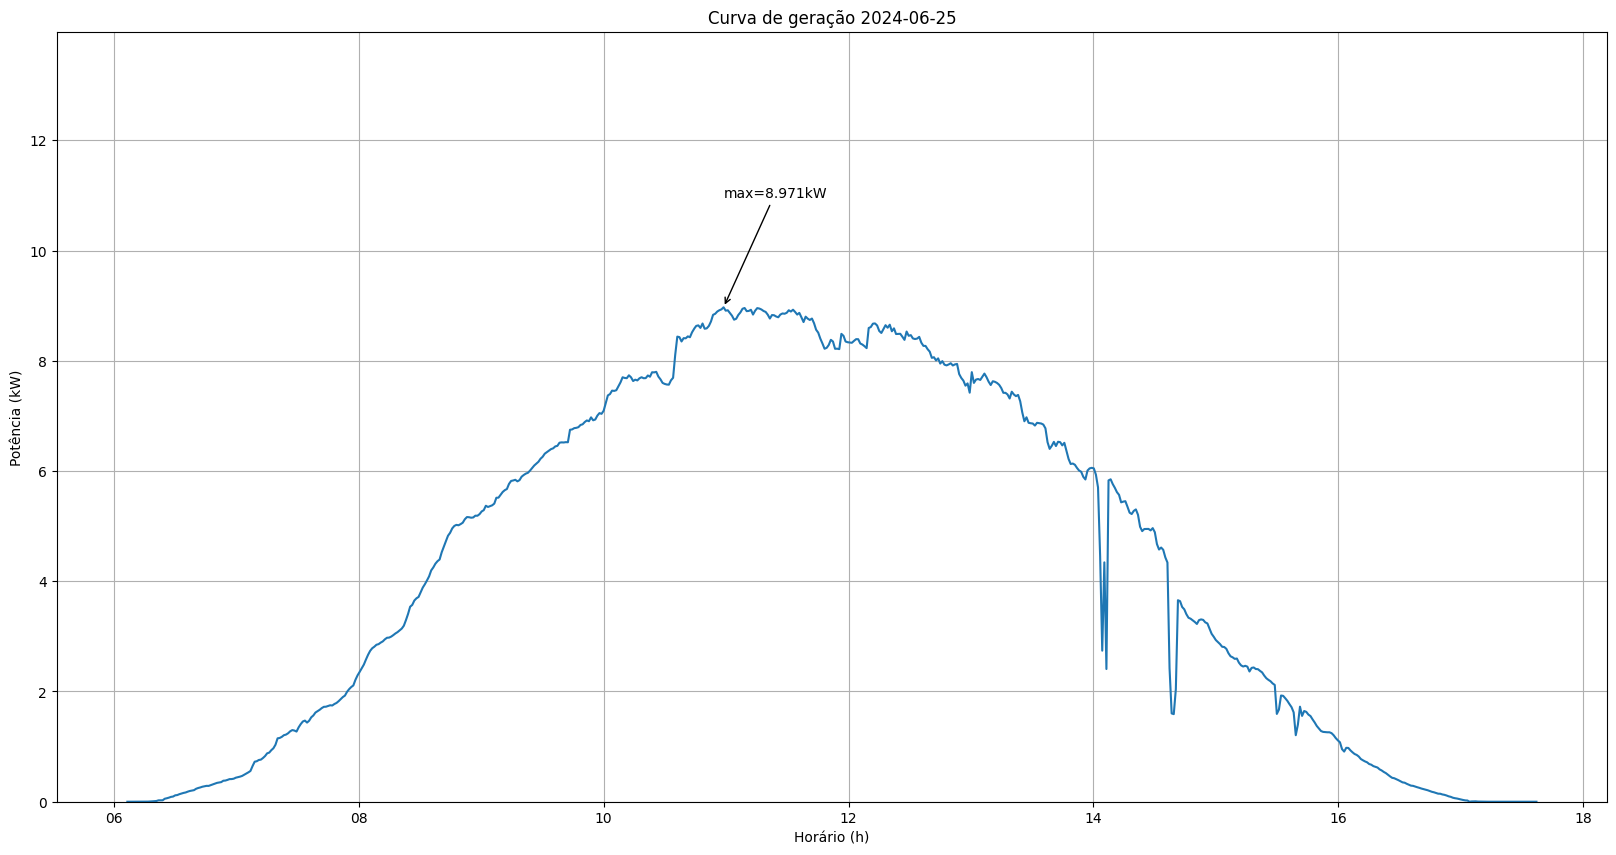 Curva de geração 2024-06-25
12
10
8
6
4
2
0
Potência (kW)
max=8.971kW
06 08 10 12 14 16 18
Horário (h)